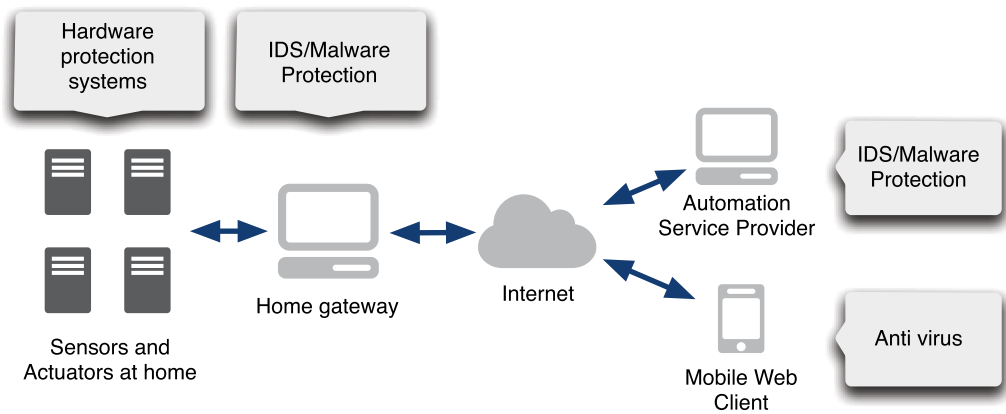 Hardware
protection
systems
IDS/Malware
Protection
Sensors and
Actuators at home
Home gateway
Internet
Automation
Service Provider
IDS/Malware
Protection
Mobile Web
Client
Anti virus